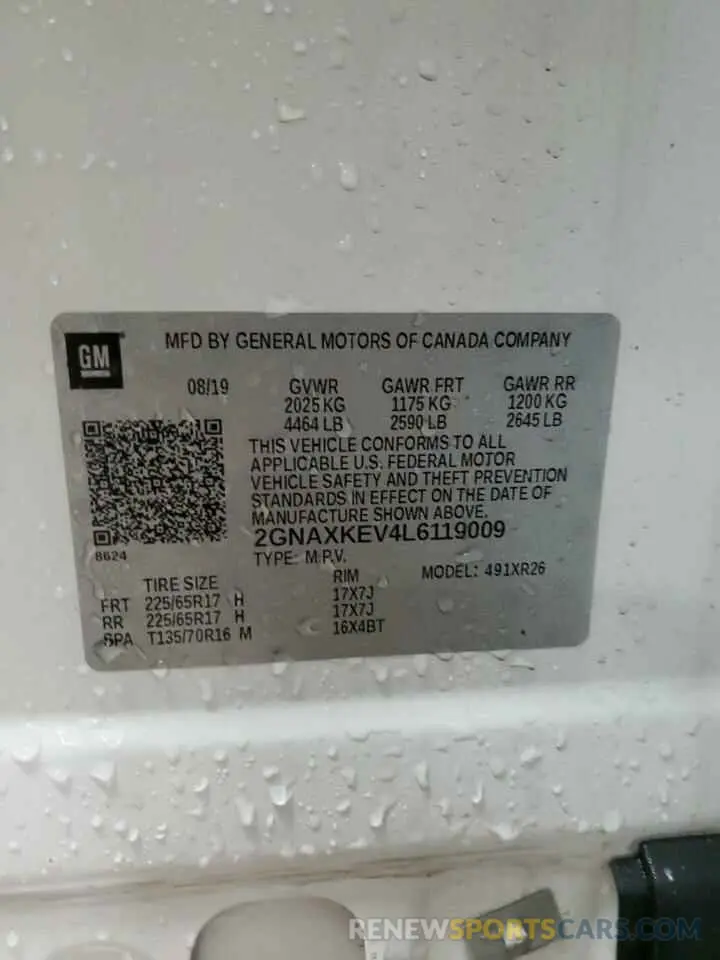 GM
MFD BY GENERAL MOTORS OF CANADA COMPANY
08/19 GVWR GAWR FRT GAWR RR
2025 KG 1175 KG 1200 KG
4464 LB 2590 LB 2645 LB
THIS VEHICLE CONFORMS TO ALL
APPLICABLE U.S. FEDERAL MOTOR
VEHICLE SAFETY AND THEFT PREVENTION
STANDARDS IN EFFECT ON THE DATE OF
MANUFACTURE SHOWN ABOVE.
8624 2GNAXKEV4L6119009
TYPE: M.P.V. MODEL: 491XR26
TIRE SIZE RIM
FRT 225/65R17 H 17X7J
RR 225/65R17 H 17X7J
SPA T135/70R16 M 16X4BT
RENEWSPORTSCARS.COM